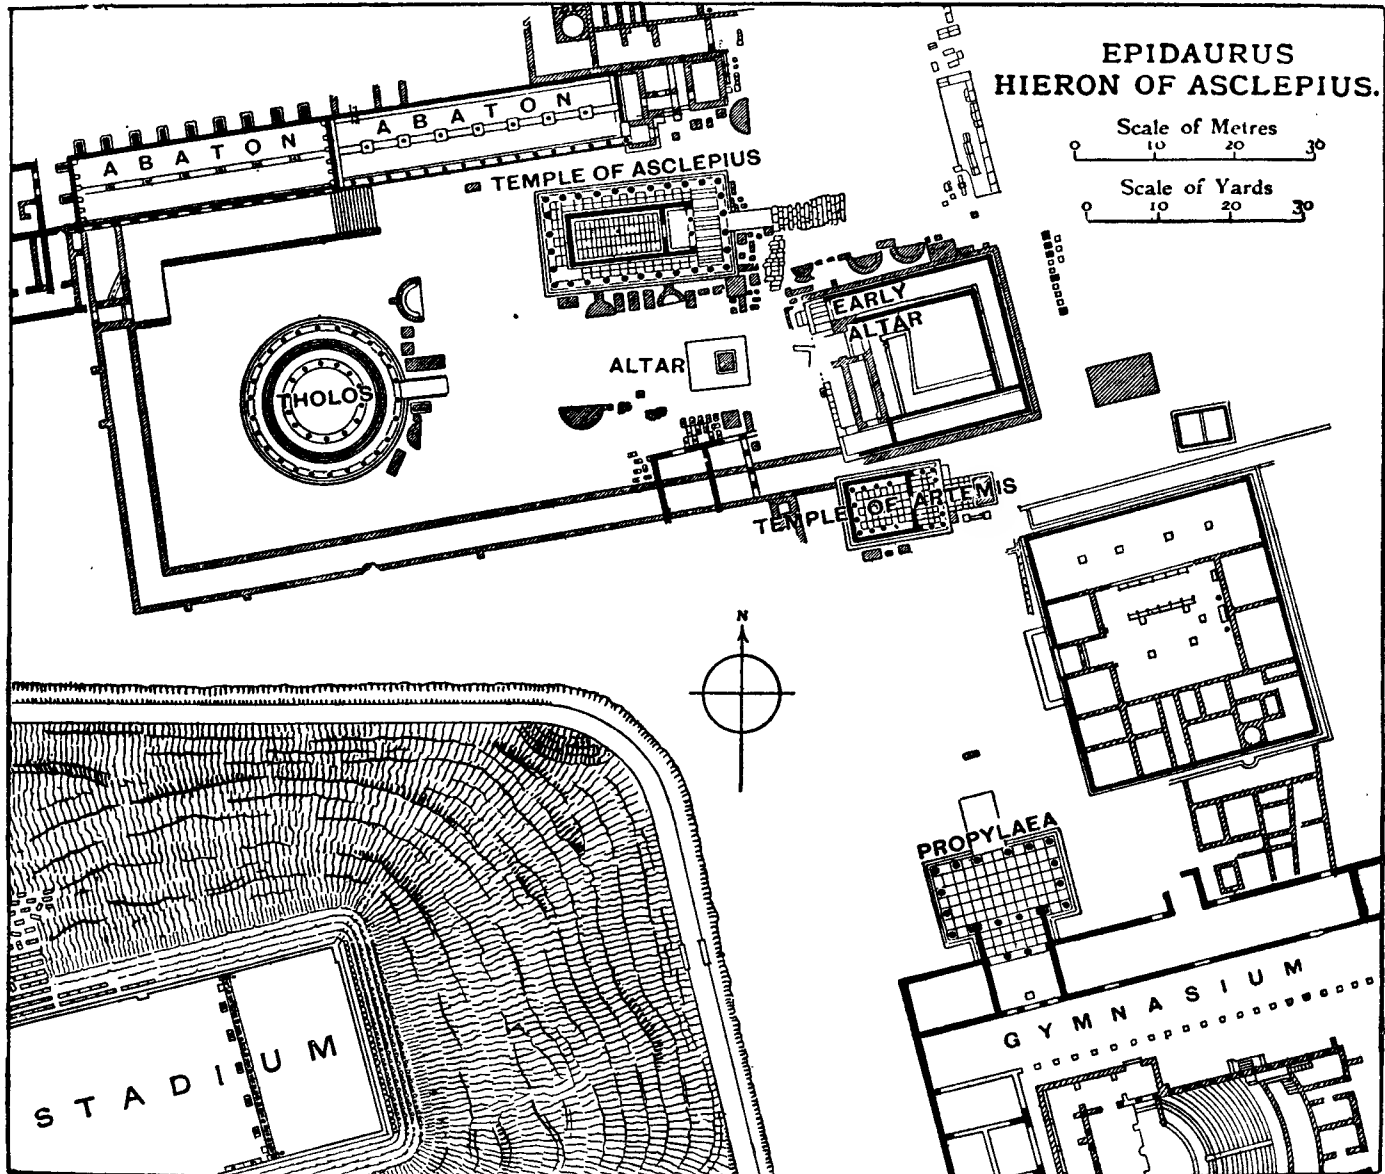 EPIDAURUS
HIERON OF ASCLEPIUS.
Scale of Metres
0 10 20 30
Scale of Yards
0 10 20 30
ABATON
ABATON
TEMPLE OF ASCLEPIUS
EARLY
ALTAR
ALTAR
THOLOS
TEMPLE OF ARTEMIS
N
PROPYLAEA
GYMNASIUM
STADIUM